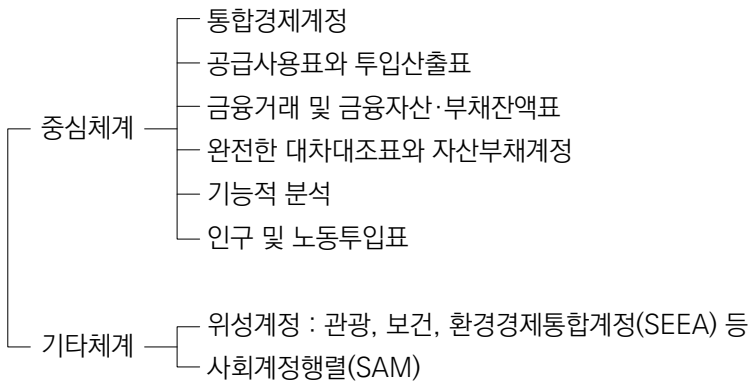 통합경제계정
공급사용표와 투입산출표
금융거래 및 금융자산·부채잔액표
중심체계
완전한 대차대조표와 자산부채계정
기능적 분석
인구 및 노동투입표
위성계정 : 관광, 보건, 환경경제통합계정(SEEA) 등
기타체계
사회계정행렬(SAM)